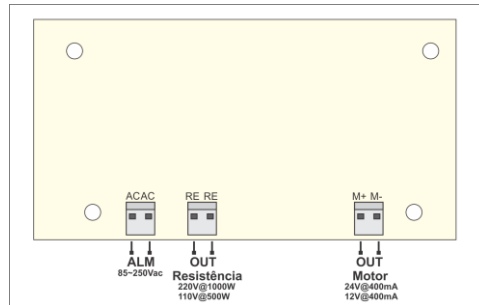 ACAC RE RE M+ M-
ALM OUT OUT
85~250Vac Resistência Motor
220V@1000W 24V@400mA
110V@500W 12V@400mA